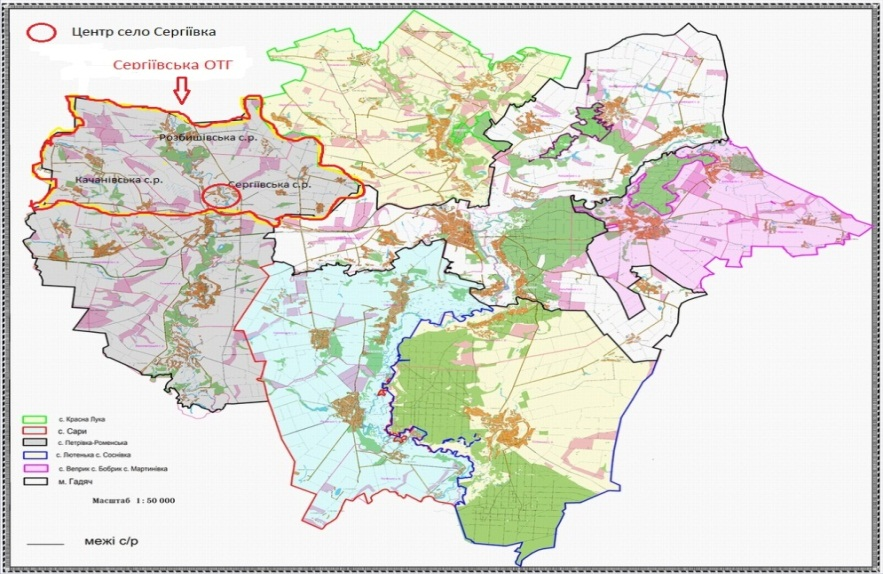 Центр село Сергіївка
Сергіївська ОТГ
Розбишівська с.р.
Качанівська с.р.
Сергіївська с.р.
с. Красна Лука
с. Сари
с. Петрівка-Роменська
с. Лютенька с. Соснівка
с. Веприк с. Бобрик с. Мартинівка
м. Гадяч
Масштаб 1 : 50 000
межі с/р